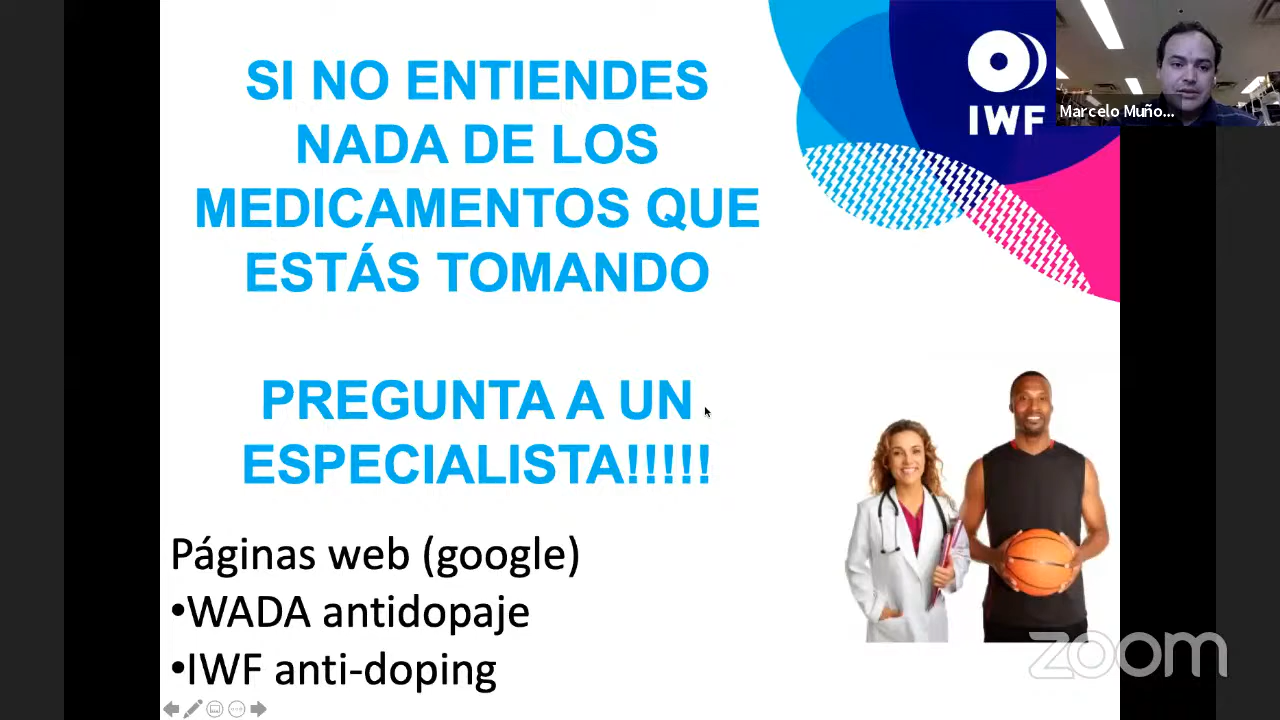 SI NO ENTIENDES
NADA DE LOS
MEDICAMENTOS QUE
ESTÁS TOMANDO
PREGUNTA A UN
ESPECIALISTA!!!!!
Páginas web (google)
•WADA antidopaje
•IWF anti-doping
IWF
Marcelo Muño...
zoom